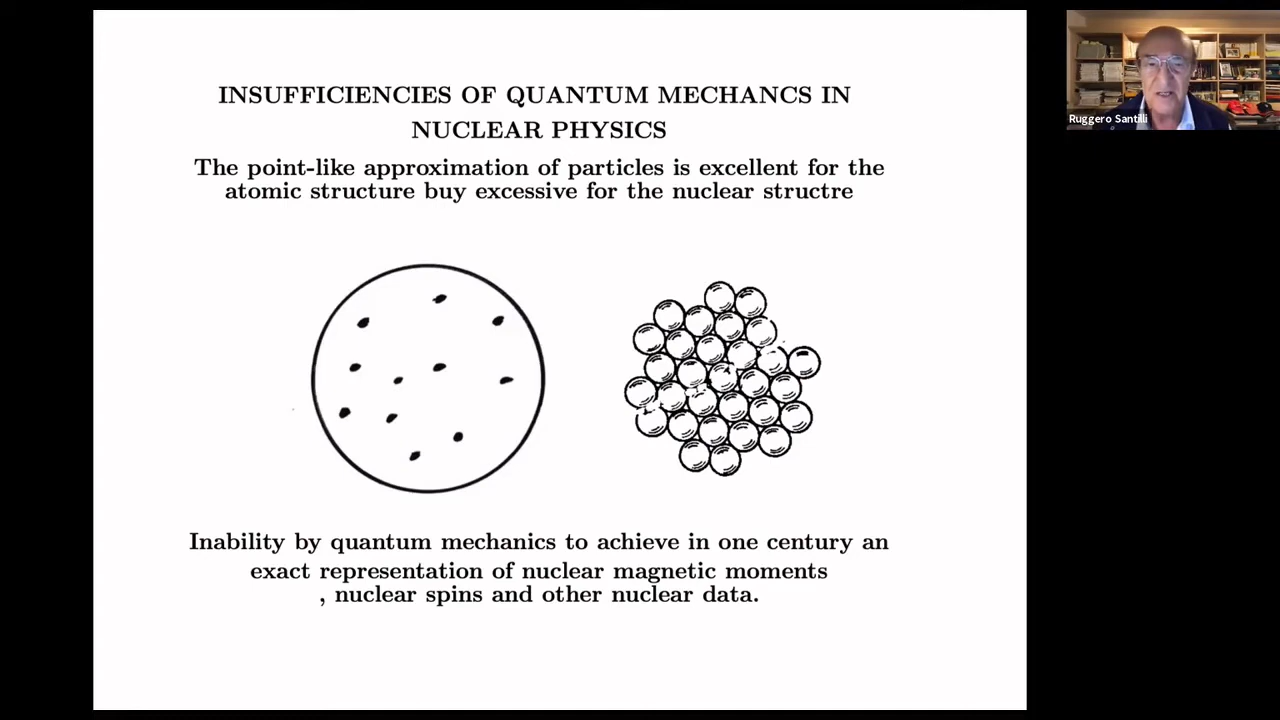 INSUFFICIENCIES OF QUANTUM MECHANCS IN
NUCLEAR PHYSICS
The point-like approximation of particles is excellent for the
atomic structure buy excessive for the nuclear structre
Inability by quantum mechanics to achieve in one century an
exact representation of nuclear magnetic moments
, nuclear spins and other nuclear data.
Ruggero Santilli